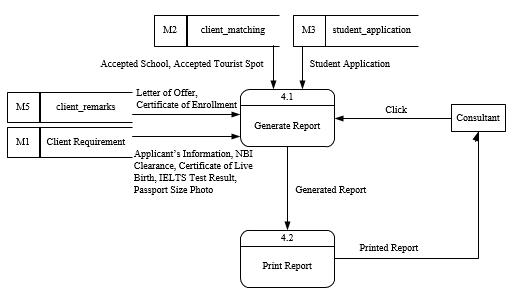 M2 client_matching
M3 student_application
Accepted School, Accepted Tourist Spot
Student Application
M5 client_remarks
Letter of Offer,
Certificate of Enrollment
4.1
Generate Report
Click
Consultant
M1 Client Requirement
Applicant's Information, NBI
Clearance, Certificate of Live
Birth, IELTS Test Result,
Passport Size Photo
Generated Report
4.2
Print Report
Printed Report